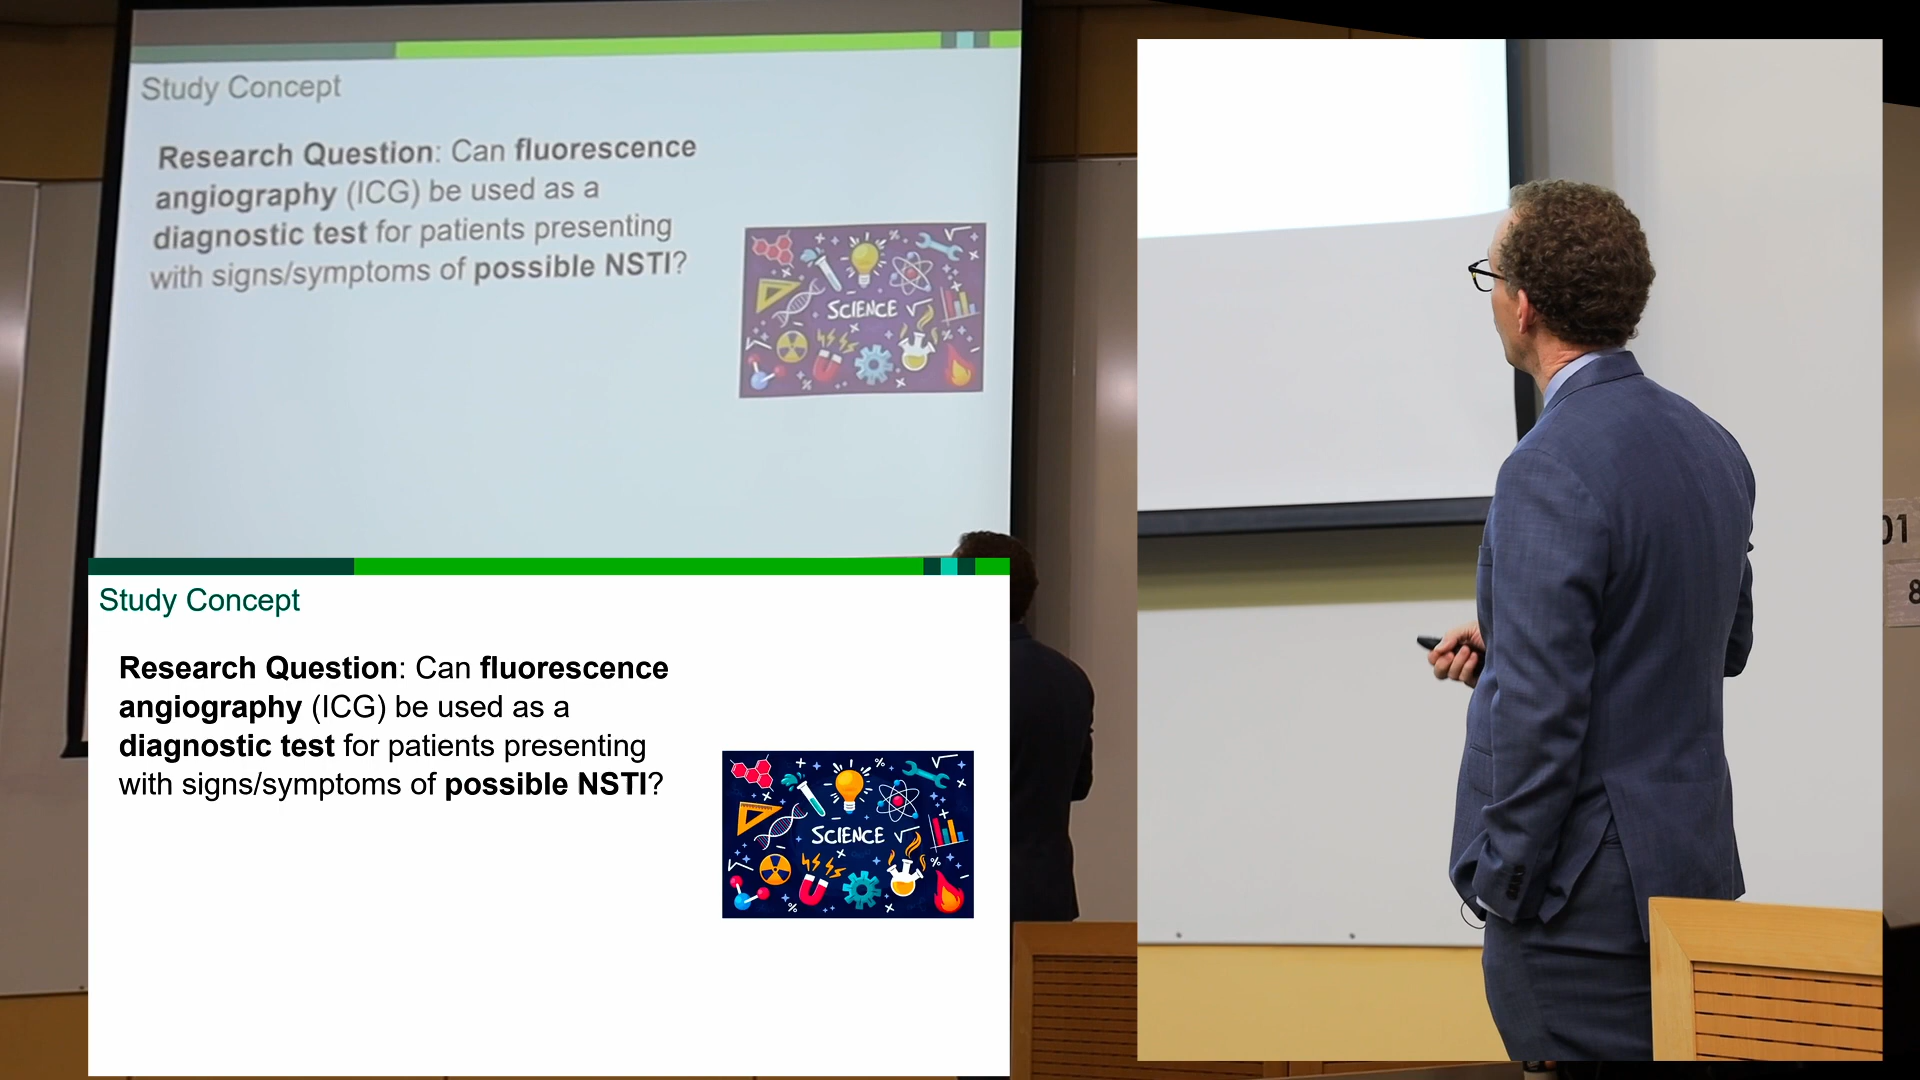 Study Concept
Research Question: Can fluorescence
angiography (ICG) be used as a
diagnostic test for patients presenting
with signs/symptoms of possible NSTI?
SCIENCE
Study Concept
Research Question: Can fluorescence
angiography (ICG) be used as a
diagnostic test for patients presenting
with signs/symptoms of possible NSTI?
SCIENCE
01
8